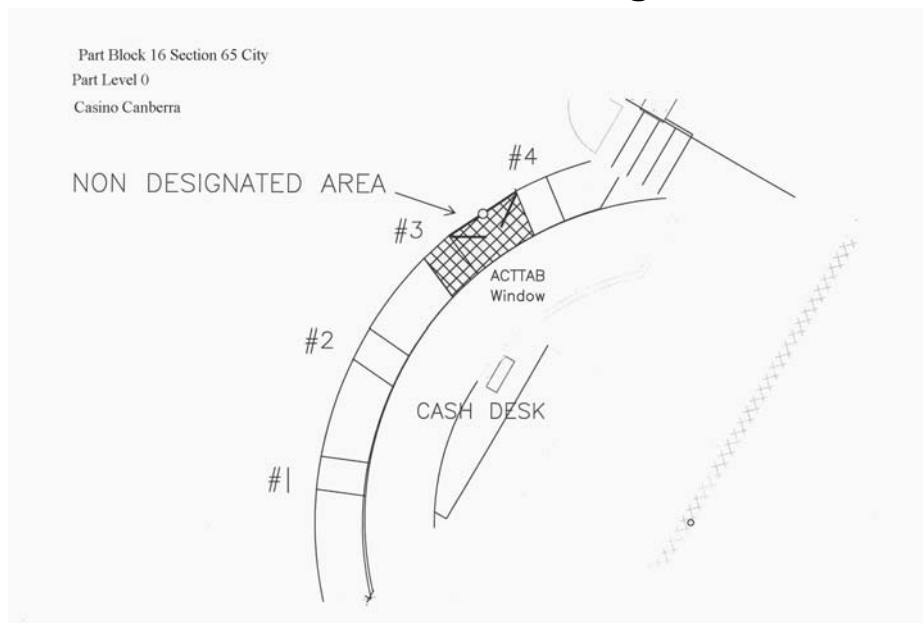 Part Block 16 Section 65 City
Part Level 0
Casino Canberra
#4
NON DESIGNATED AREA
#3
ACTTAB
Window
#2
CASH DESK
#1